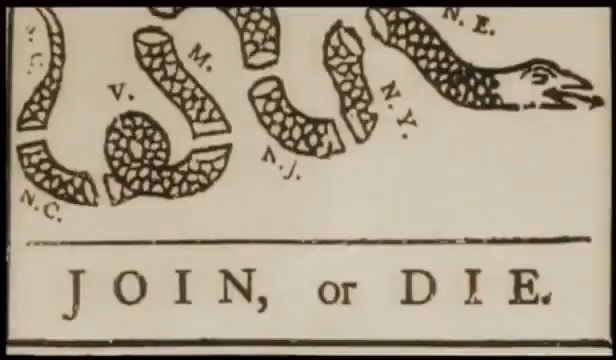 N. E.
M.
S. C.
V.
N. Y.
N. J.
N. C.
JOIN, or DIE.